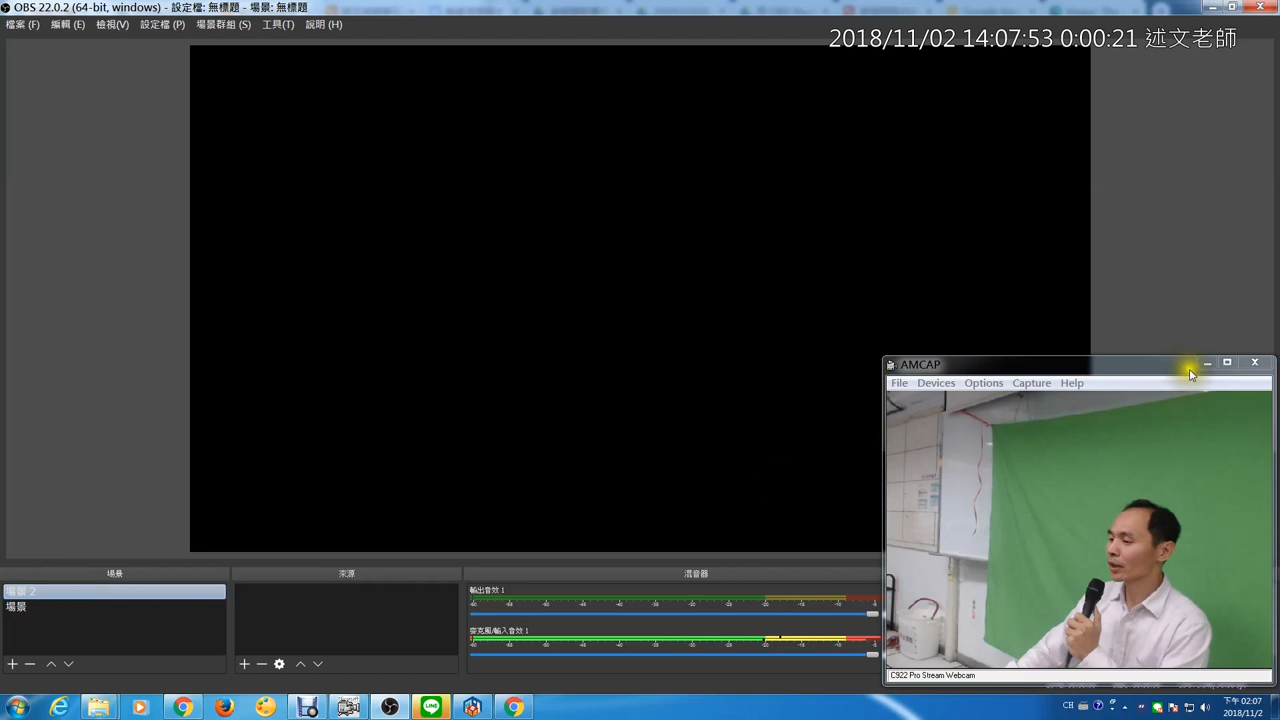 OBS 22.0.2 (64-bit, windows) - 設定檔: 無標題 - 場景: 無標題
檔案 (F) 編輯 (E) 檢視(V) 設定檔 (P) 場景群組 (S) 工具(T) 說明 (H)
2018/11/02 14:07:53 0:00:21 述文老師
AMCAP
File Devices Options Capture Help
C922 Pro Stream Webcam
場景
場景 2
場景
來源
混音器
輸出音效 1
麥克風/輸入音效 1
CH
下午 02:07
2018/11/2